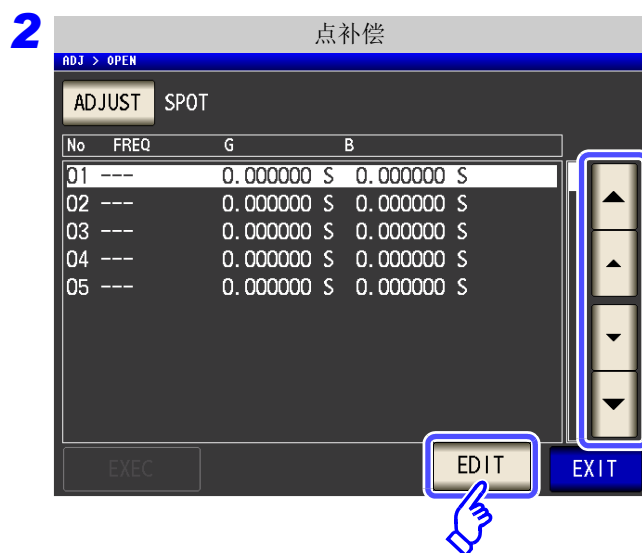 2
点补偿
ADJ > OPEN
ADJUST SPOT
No FREQ G B
01 --- 0.000000 S 0.000000 S
02 --- 0.000000 S 0.000000 S
03 --- 0.000000 S 0.000000 S
04 --- 0.000000 S 0.000000 S
05 --- 0.000000 S 0.000000 S
EXEC EDIT EXIT